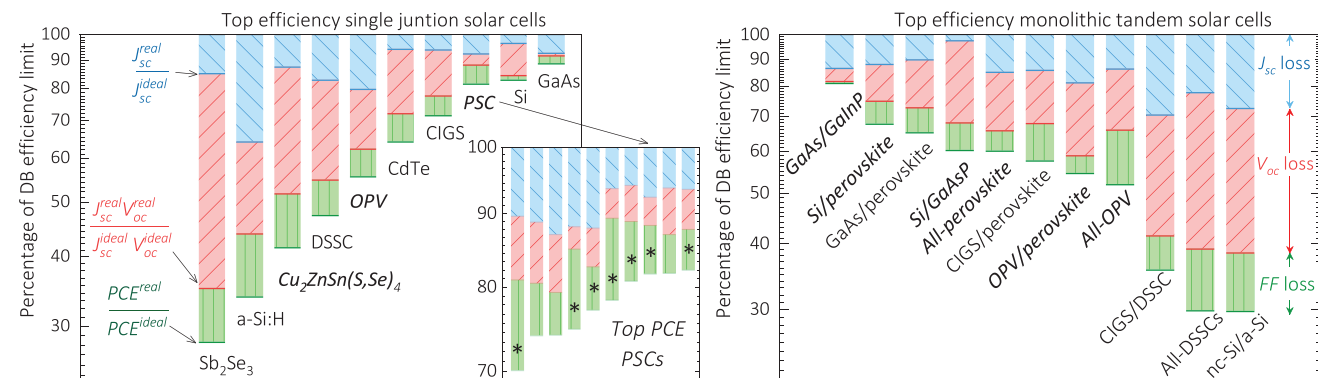 Top efficiency single juntion solar cells
Percentage of DB efficiency limit
100
90
80
70
60
50
40
30
J_sc^real
J_sc^ideal
J_sc^real V_oc^real
J_sc^ideal V_oc^ideal
PCE^real
PCE^ideal
Sb₂Se₃
a-Si:H
Cu₂ZnSn(S,Se)₄
DSSC
OPV
CdTe
CIGS
PSC
Si
GaAs
100
90
80
70
*
*
*
*
*
*
*
Top PCE
PSCs
Top efficiency monolithic tandem solar cells
Percentage of DB efficiency limit
100
90
80
70
60
50
40
30
GaAs/GaInP
Si/perovskite
GaAs/perovskite
Si/GaAsP
All-perovskite
CIGS/perovskite
OPV/perovskite
All-OPV
CIGS/DSSC
All-DSSCs
nc-Si/a-Si
J_sc loss
V_oc loss
FF loss